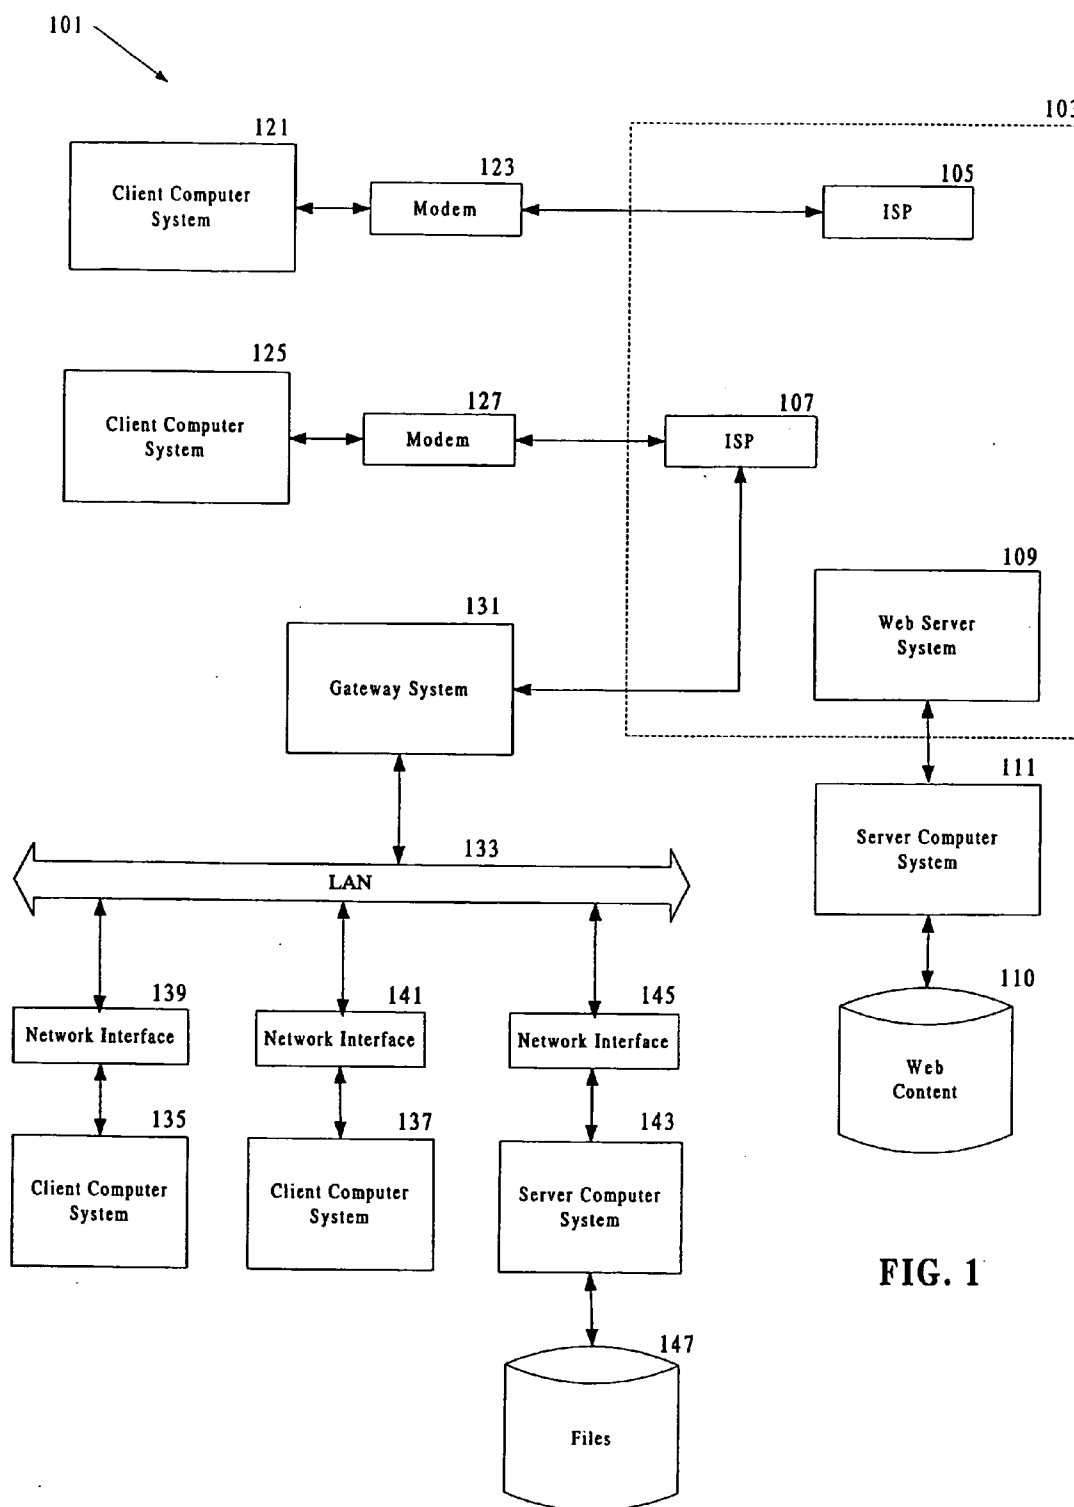 101
103
121
Client Computer
System
123
Modem
105
ISP
125
Client Computer
System
127
Modem
107
ISP
109
Web Server
System
131
Gateway System
111
Server Computer
System
133
LAN
110
Web
Content
139
Network Interface
141
Network Interface
145
Network Interface
135
Client Computer
System
137
Client Computer
System
143
Server Computer
System
FIG. 1
147
Files